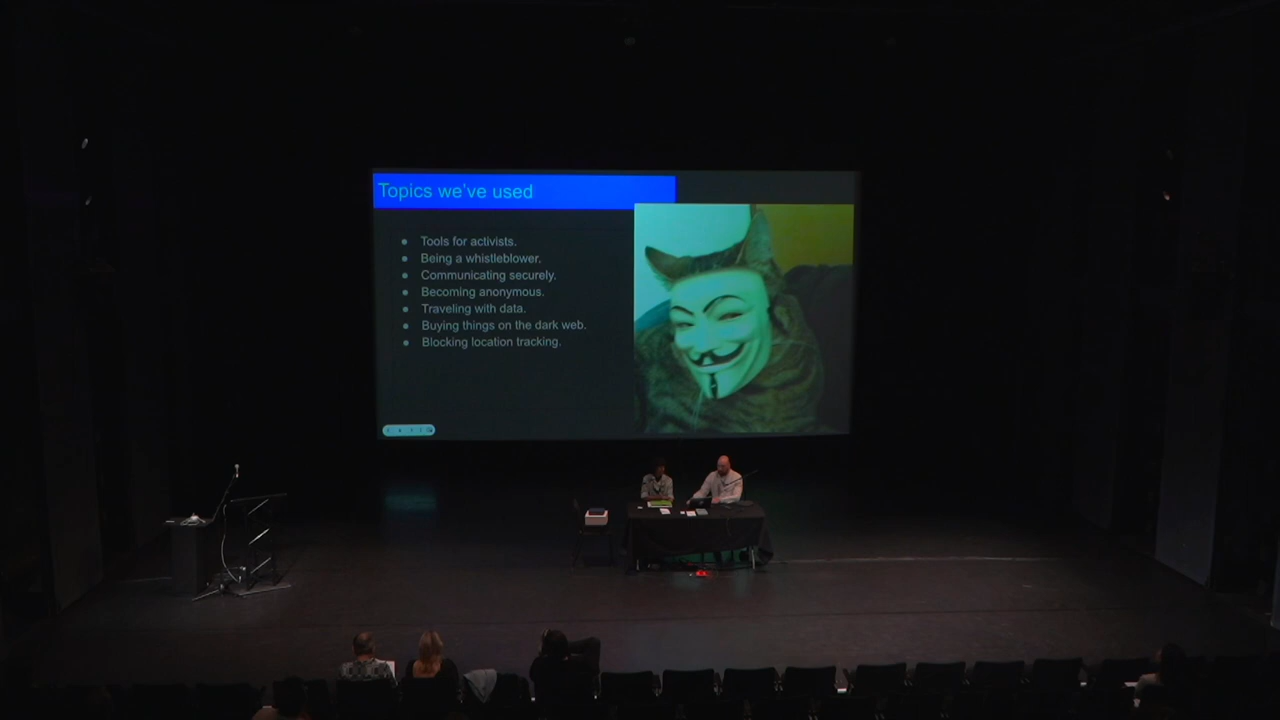 Topics we've used
● Tools for activists.
● Being a whistleblower.
● Communicating securely.
● Becoming anonymous.
● Traveling with data.
● Buying things on the dark web.
● Blocking location tracking.